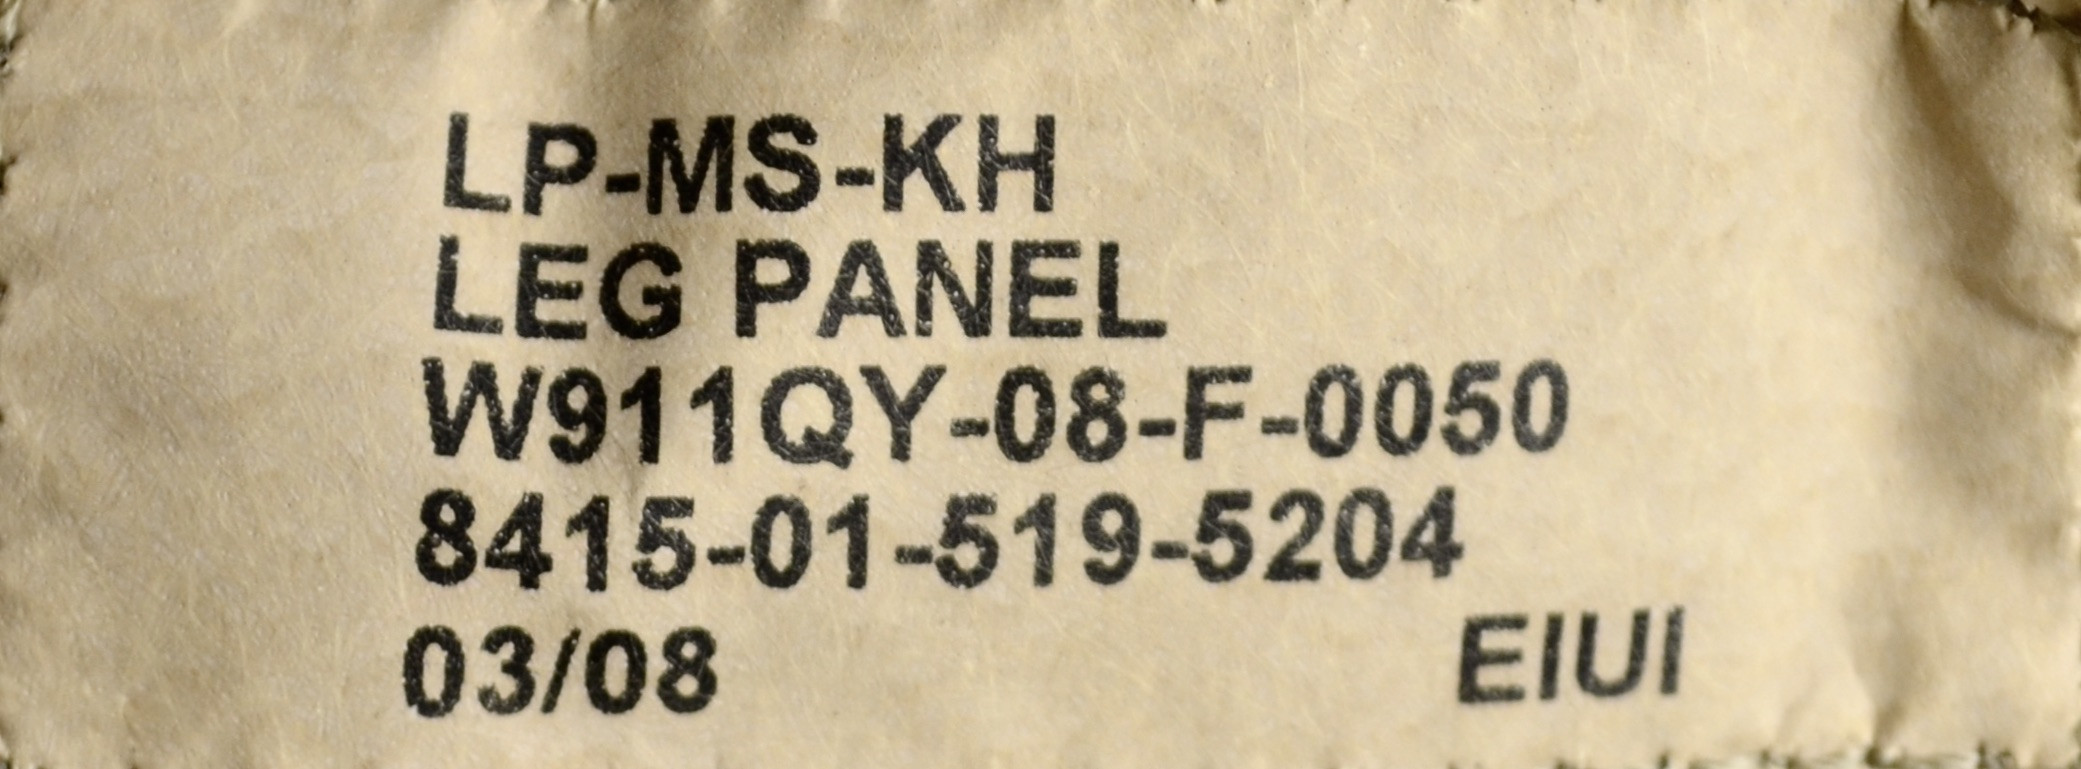 LP-MS-KH
LEG PANEL
W911QY-08-F-0050
8415-01-519-5204
03/08 EIUI